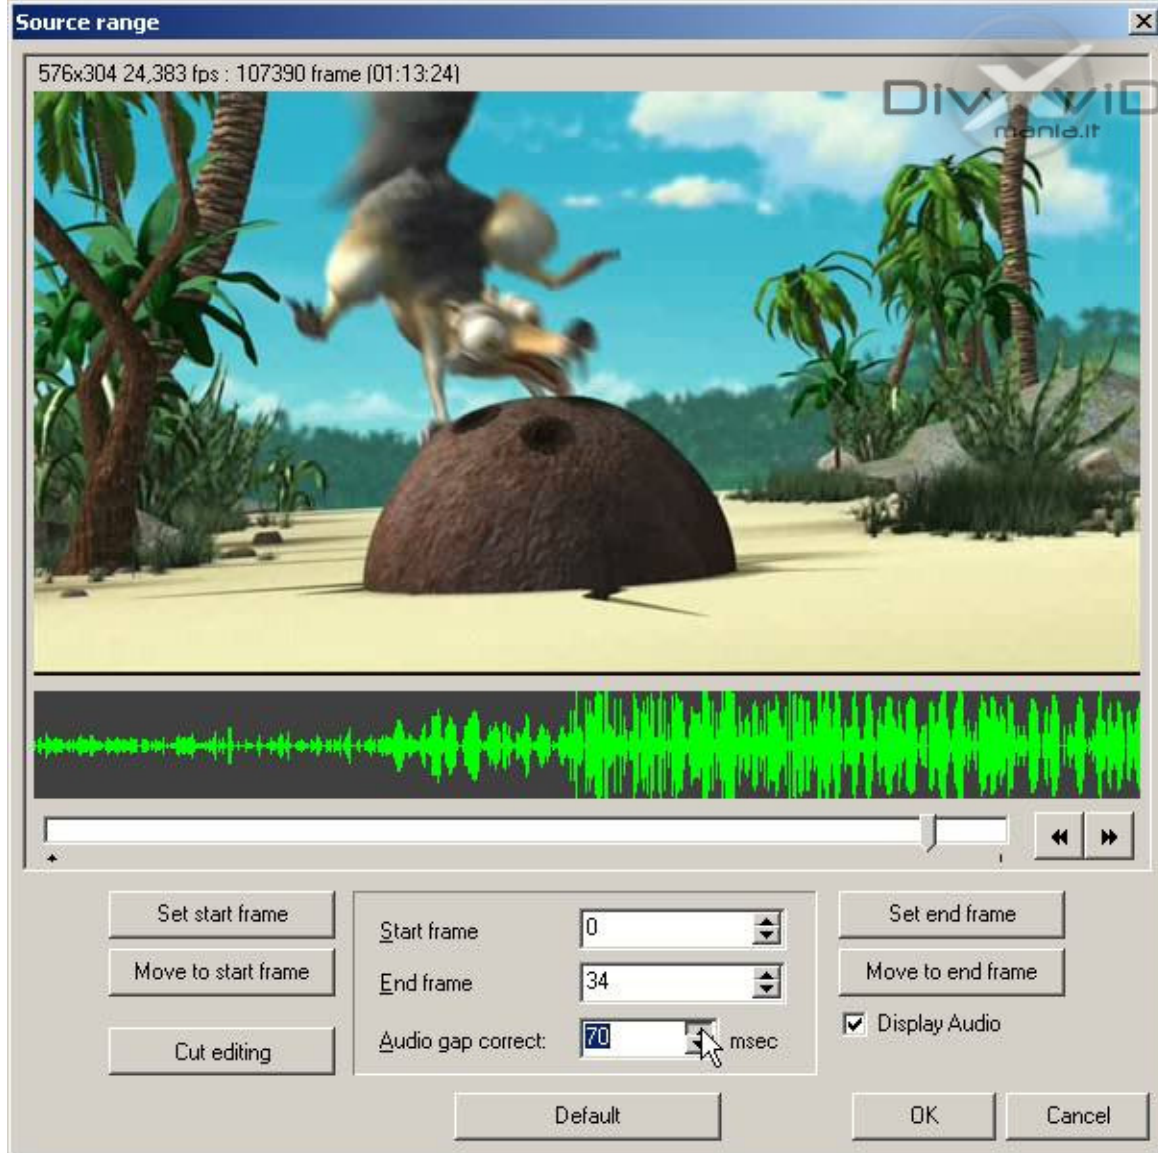 Source range
576x304 24,383 fps : 107390 frame (01:13:24)
DivXviD
mania.it
Set start frame
Start frame
0
Set end frame
Move to start frame
End frame
34
Move to end frame
Cut editing
Audio gap correct:
70
msec
Display Audio
Default
OK
Cancel